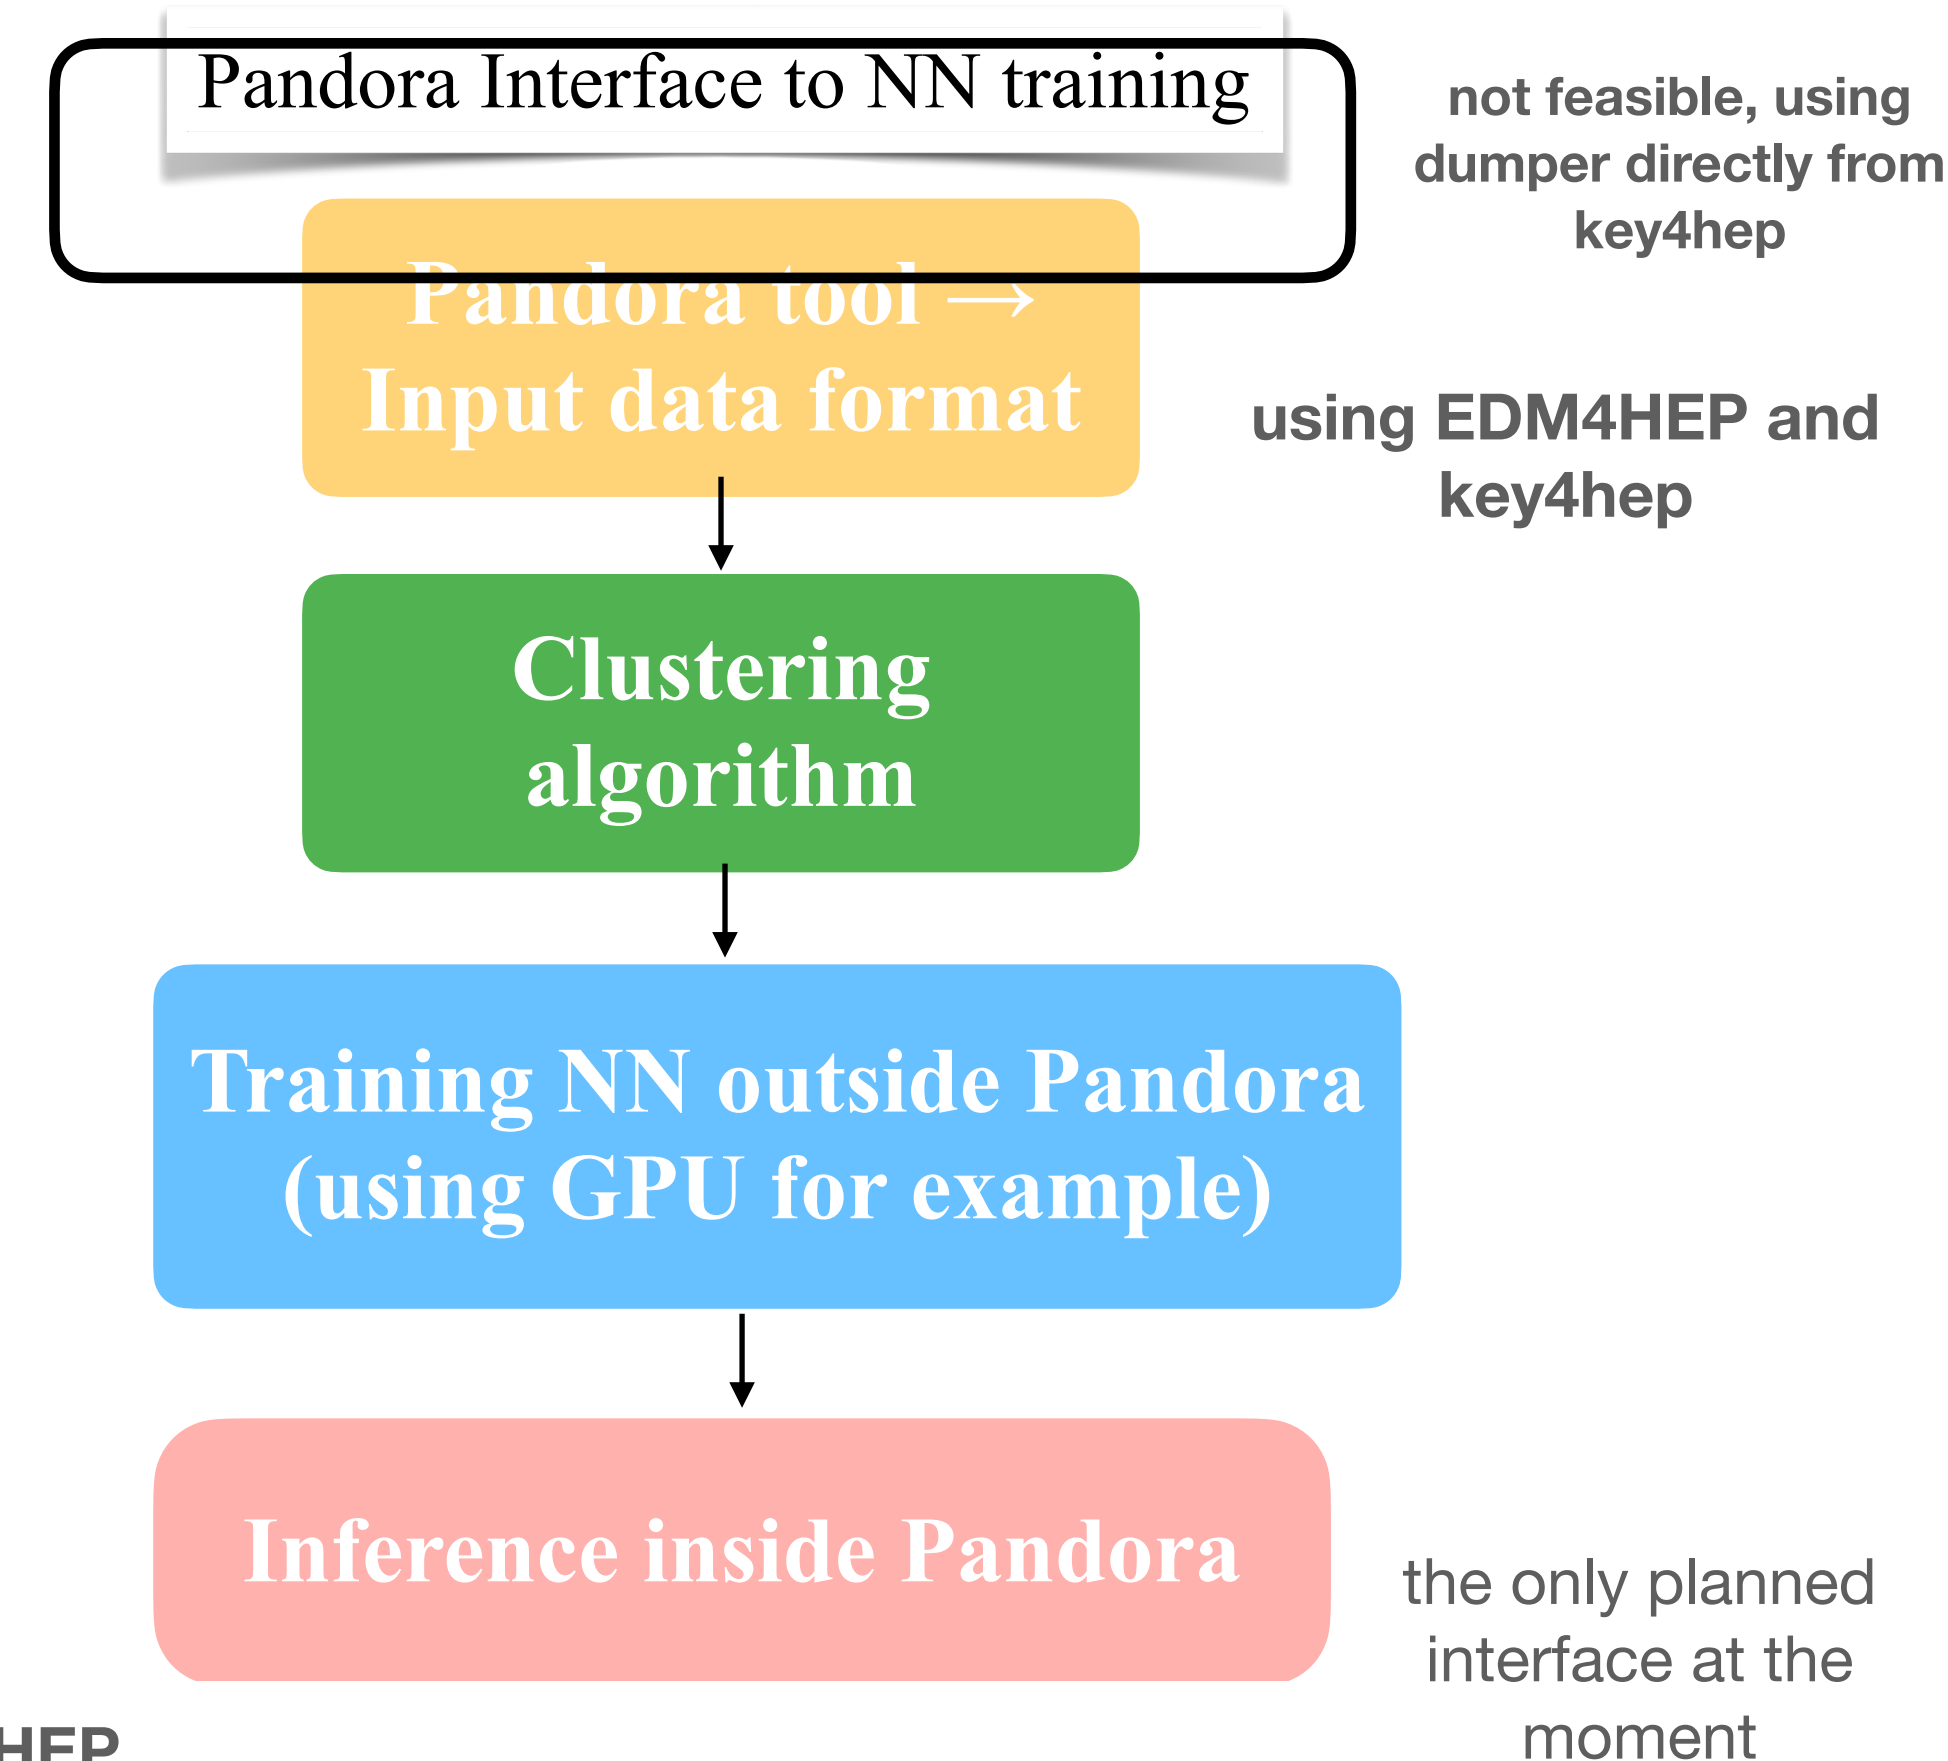 Pandora Interface to NN training
not feasible, using
dumper directly from
key4hep
Pandora tool →
Input data format
using EDM4HEP and
key4hep
Clustering
algorithm
Training NN outside Pandora
(using GPU for example)
Inference inside Pandora
the only planned
interface at the
moment
HEP